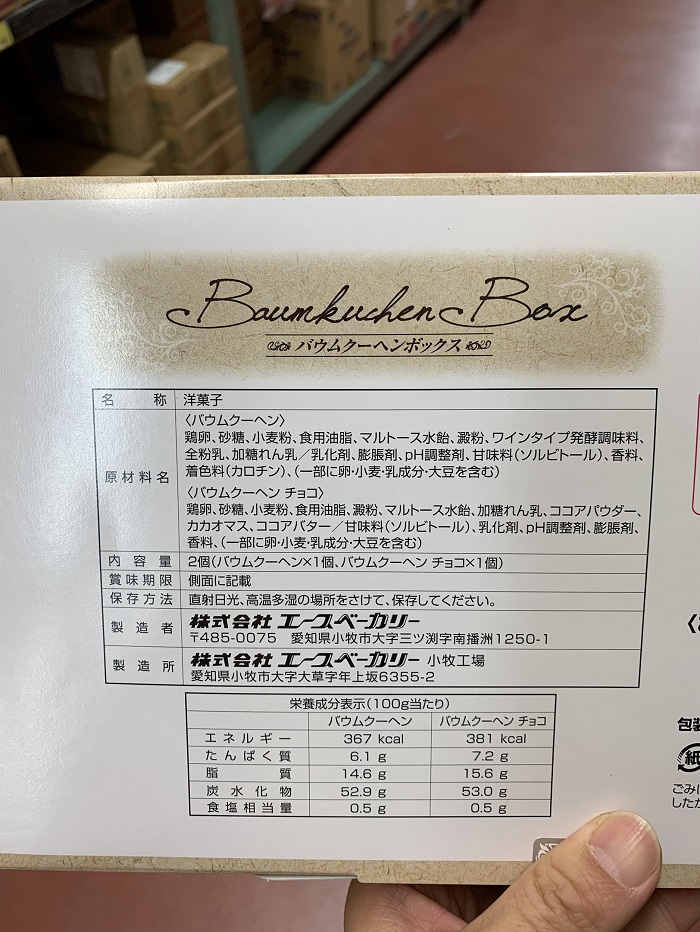 Baumkuchen Box
バウムクーヘンボックス
名称 洋菓子
原材料名 〈バウムクーヘン〉
鶏卵、砂糖、小麦粉、食用油脂、マルトース水飴、澱粉、ワインタイプ発酵調味料、
全粉乳、加糖れん乳／乳化剤、膨脹剤、pH調整剤、甘味料(ソルビトール)、香料、
着色料(カロチン)、(一部に卵・小麦・乳成分・大豆を含む)
〈バウムクーヘン チョコ〉
鶏卵、砂糖、小麦粉、食用油脂、澱粉、マルトース水飴、加糖れん乳、ココアパウダー、
カカオマス、ココアバター／甘味料(ソルビトール)、乳化剤、pH調整剤、膨脹剤、
香料、(一部に卵・小麦・乳成分・大豆を含む)
内容量 2個(バウムクーヘン×1個、バウムクーヘン チョコ×1個)
賞味期限 側面に記載
保存方法 直射日光、高温多湿の場所をさけて、保存してください。
製造者 株式会社 エースベーカリー
〒485-0075 愛知県小牧市大字三ツ渕字南播洲1250-1
製造所 株式会社 エースベーカリー 小牧工場
愛知県小牧市大字大草字年上坂6355-2
栄養成分表示(100g当たり)
バウムクーヘン バウムクーヘン チョコ
エネルギー 367 kcal 381 kcal
たんぱく質 6.1 g 7.2 g
脂質 14.6 g 15.6 g
炭水化物 52.9 g 53.0 g
食塩相当量 0.5 g 0.5 g
包装
紙
ごみに
したが